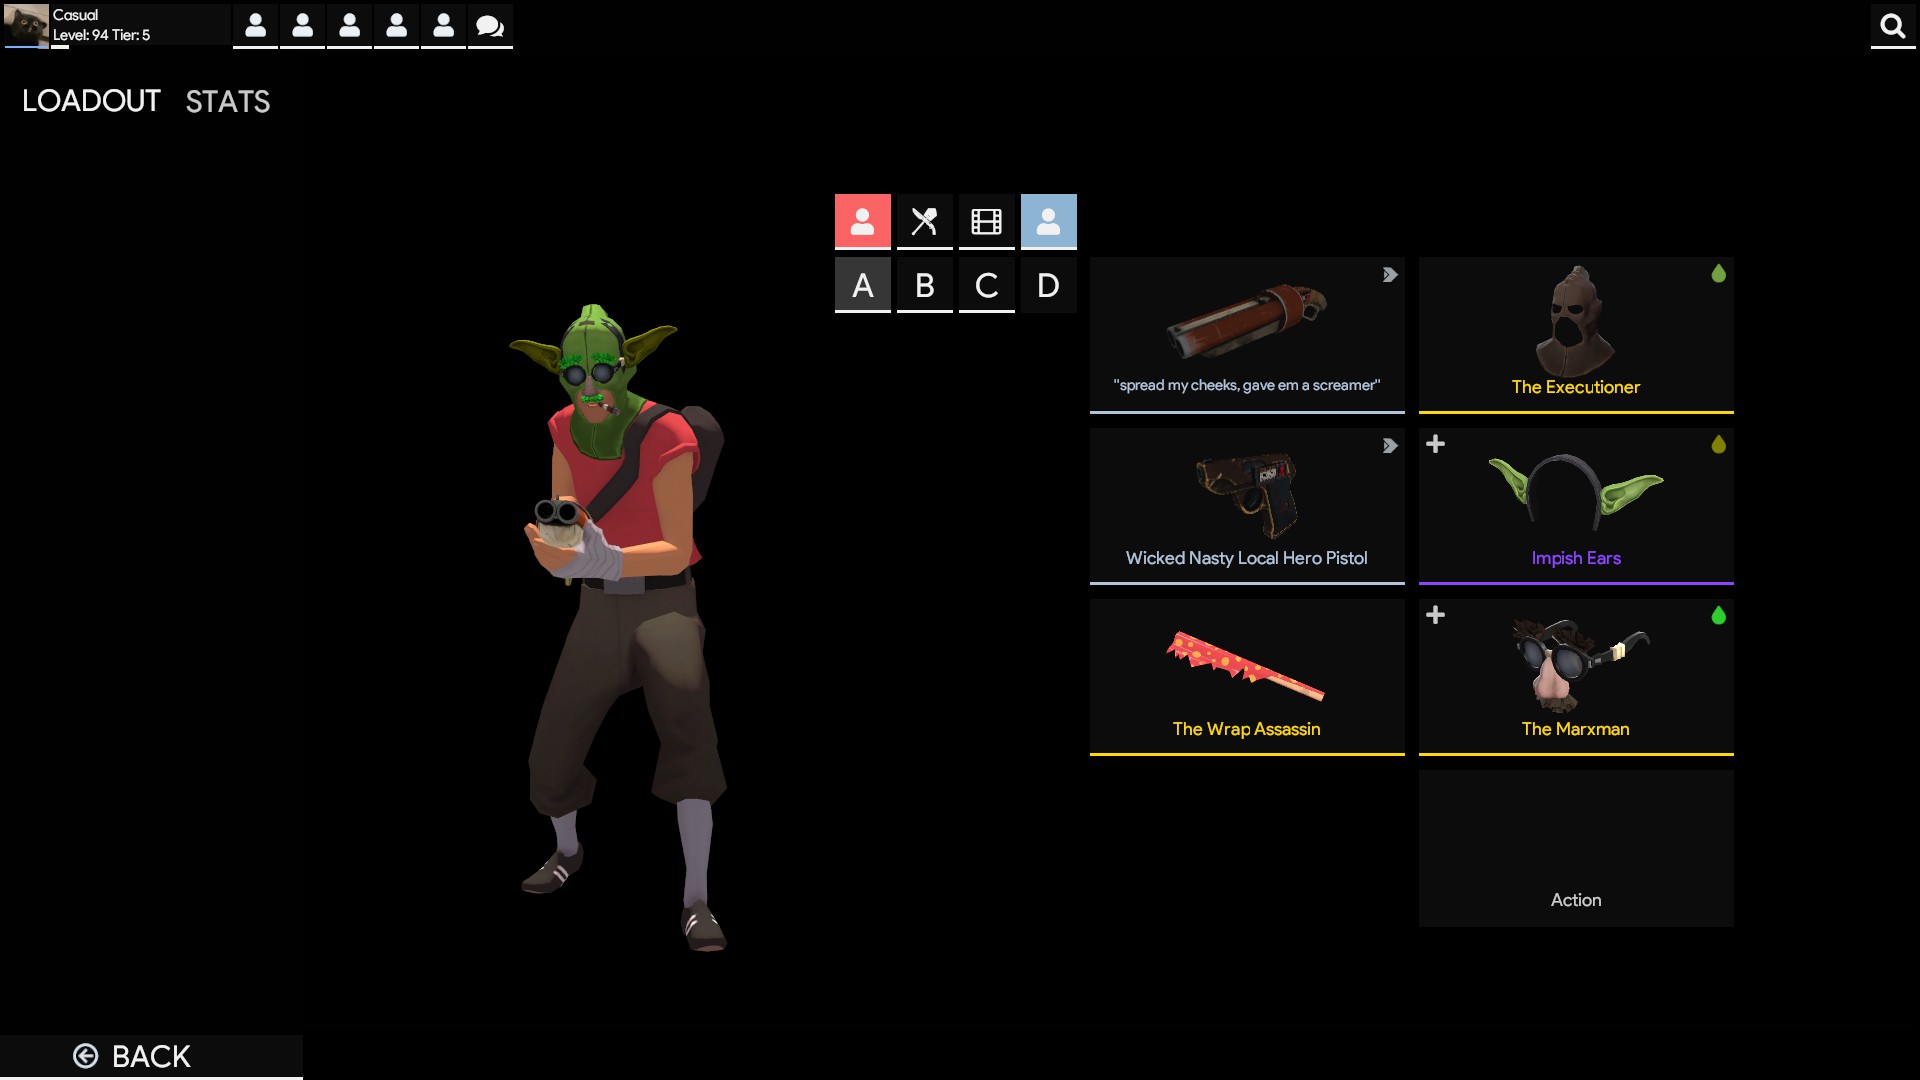 Casual
Level: 94 Tier: 5
LOADOUT STATS
A B C D
"spread my cheeks, gave em a screamer"
The Executioner
Wicked Nasty Local Hero Pistol
Impish Ears
The Wrap Assassin
The Marxman
Action
BACK